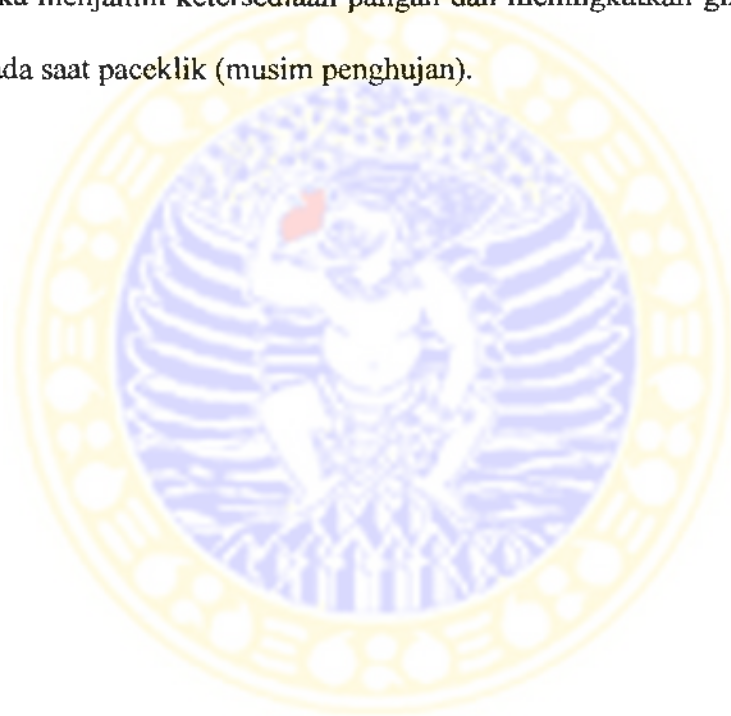 menjamin ketersediaan pangan dan meningkatkan
saat paceklik (musim penghujan).